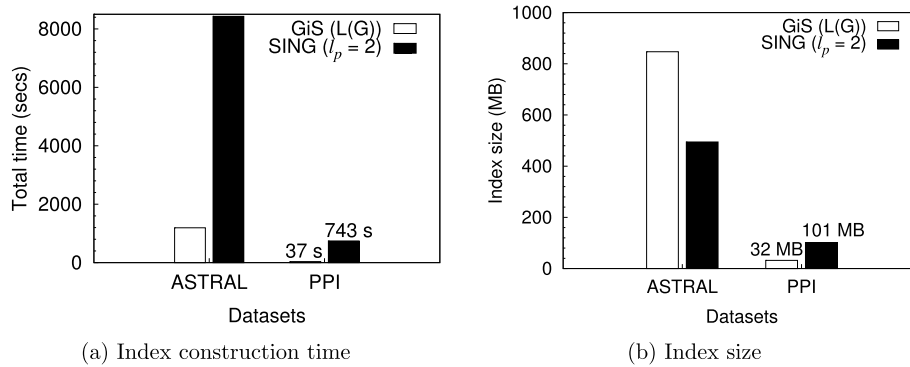 GiS (L(G))
SING (lp = 2)
8000
6000
4000
2000
0
Total time (secs)
37 s
743 s
ASTRAL
PPI
Datasets
(a) Index construction time
GiS (L(G))
SING (lp = 2)
1000
800
600
400
200
0
Index size (MB)
32 MB
101 MB
ASTRAL
PPI
Datasets
(b) Index size